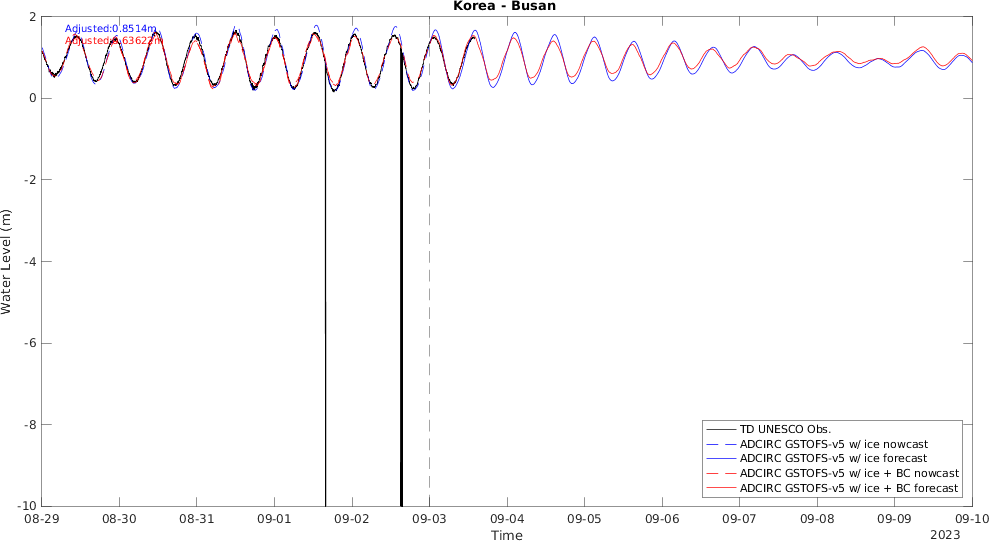 Korea - Busan
Adjusted:0.8514m
Adjusted:
2
0
-2
-4
-6
-8
-10
Water Level (m)
08-29 08-30 08-31 09-01 09-02 09-03 09-04 09-05 09-06 09-07 09-08 09-09 09-10
Time
2023
TD UNESCO Obs.
ADCIRC GSTOFS-v5 w/ ice nowcast
ADCIRC GSTOFS-v5 w/ ice forecast
ADCIRC GSTOFS-v5 w/ ice + BC nowcast
ADCIRC GSTOFS-v5 w/ ice + BC forecast